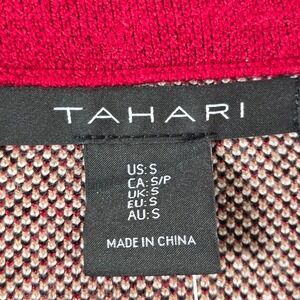 TAHARI
US: S
CA: S/P
UK: S
EU: S
AU: S
MADE IN CHINA